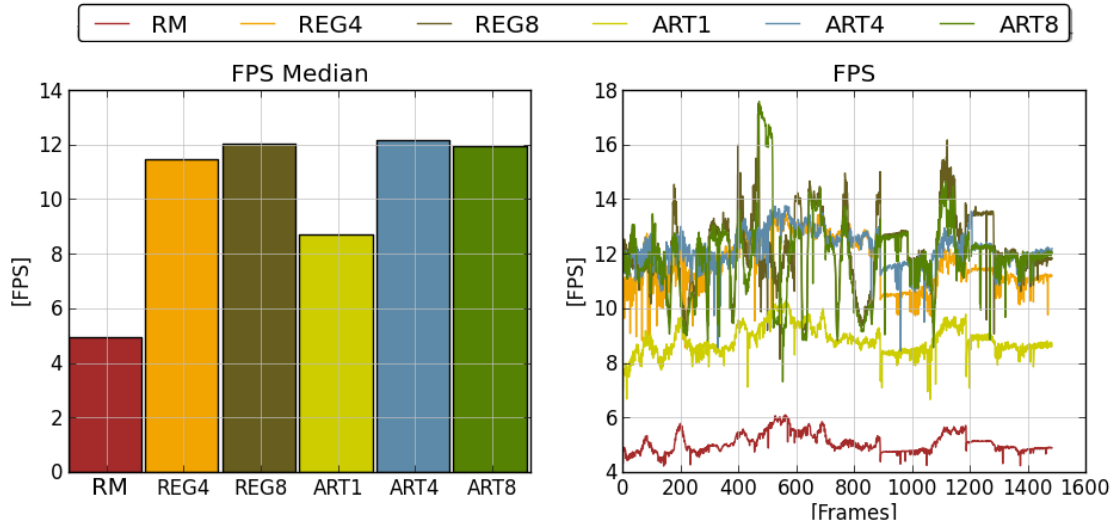 RM REG4 REG8 ART1 ART4 ART8
FPS Median
[FPS]
14
12
10
8
6
4
2
0
RM REG4 REG8 ART1 ART4 ART8
FPS
[FPS]
18
16
14
12
10
8
6
4
0 200 400 600 800 1000 1200 1400 1600
[Frames]